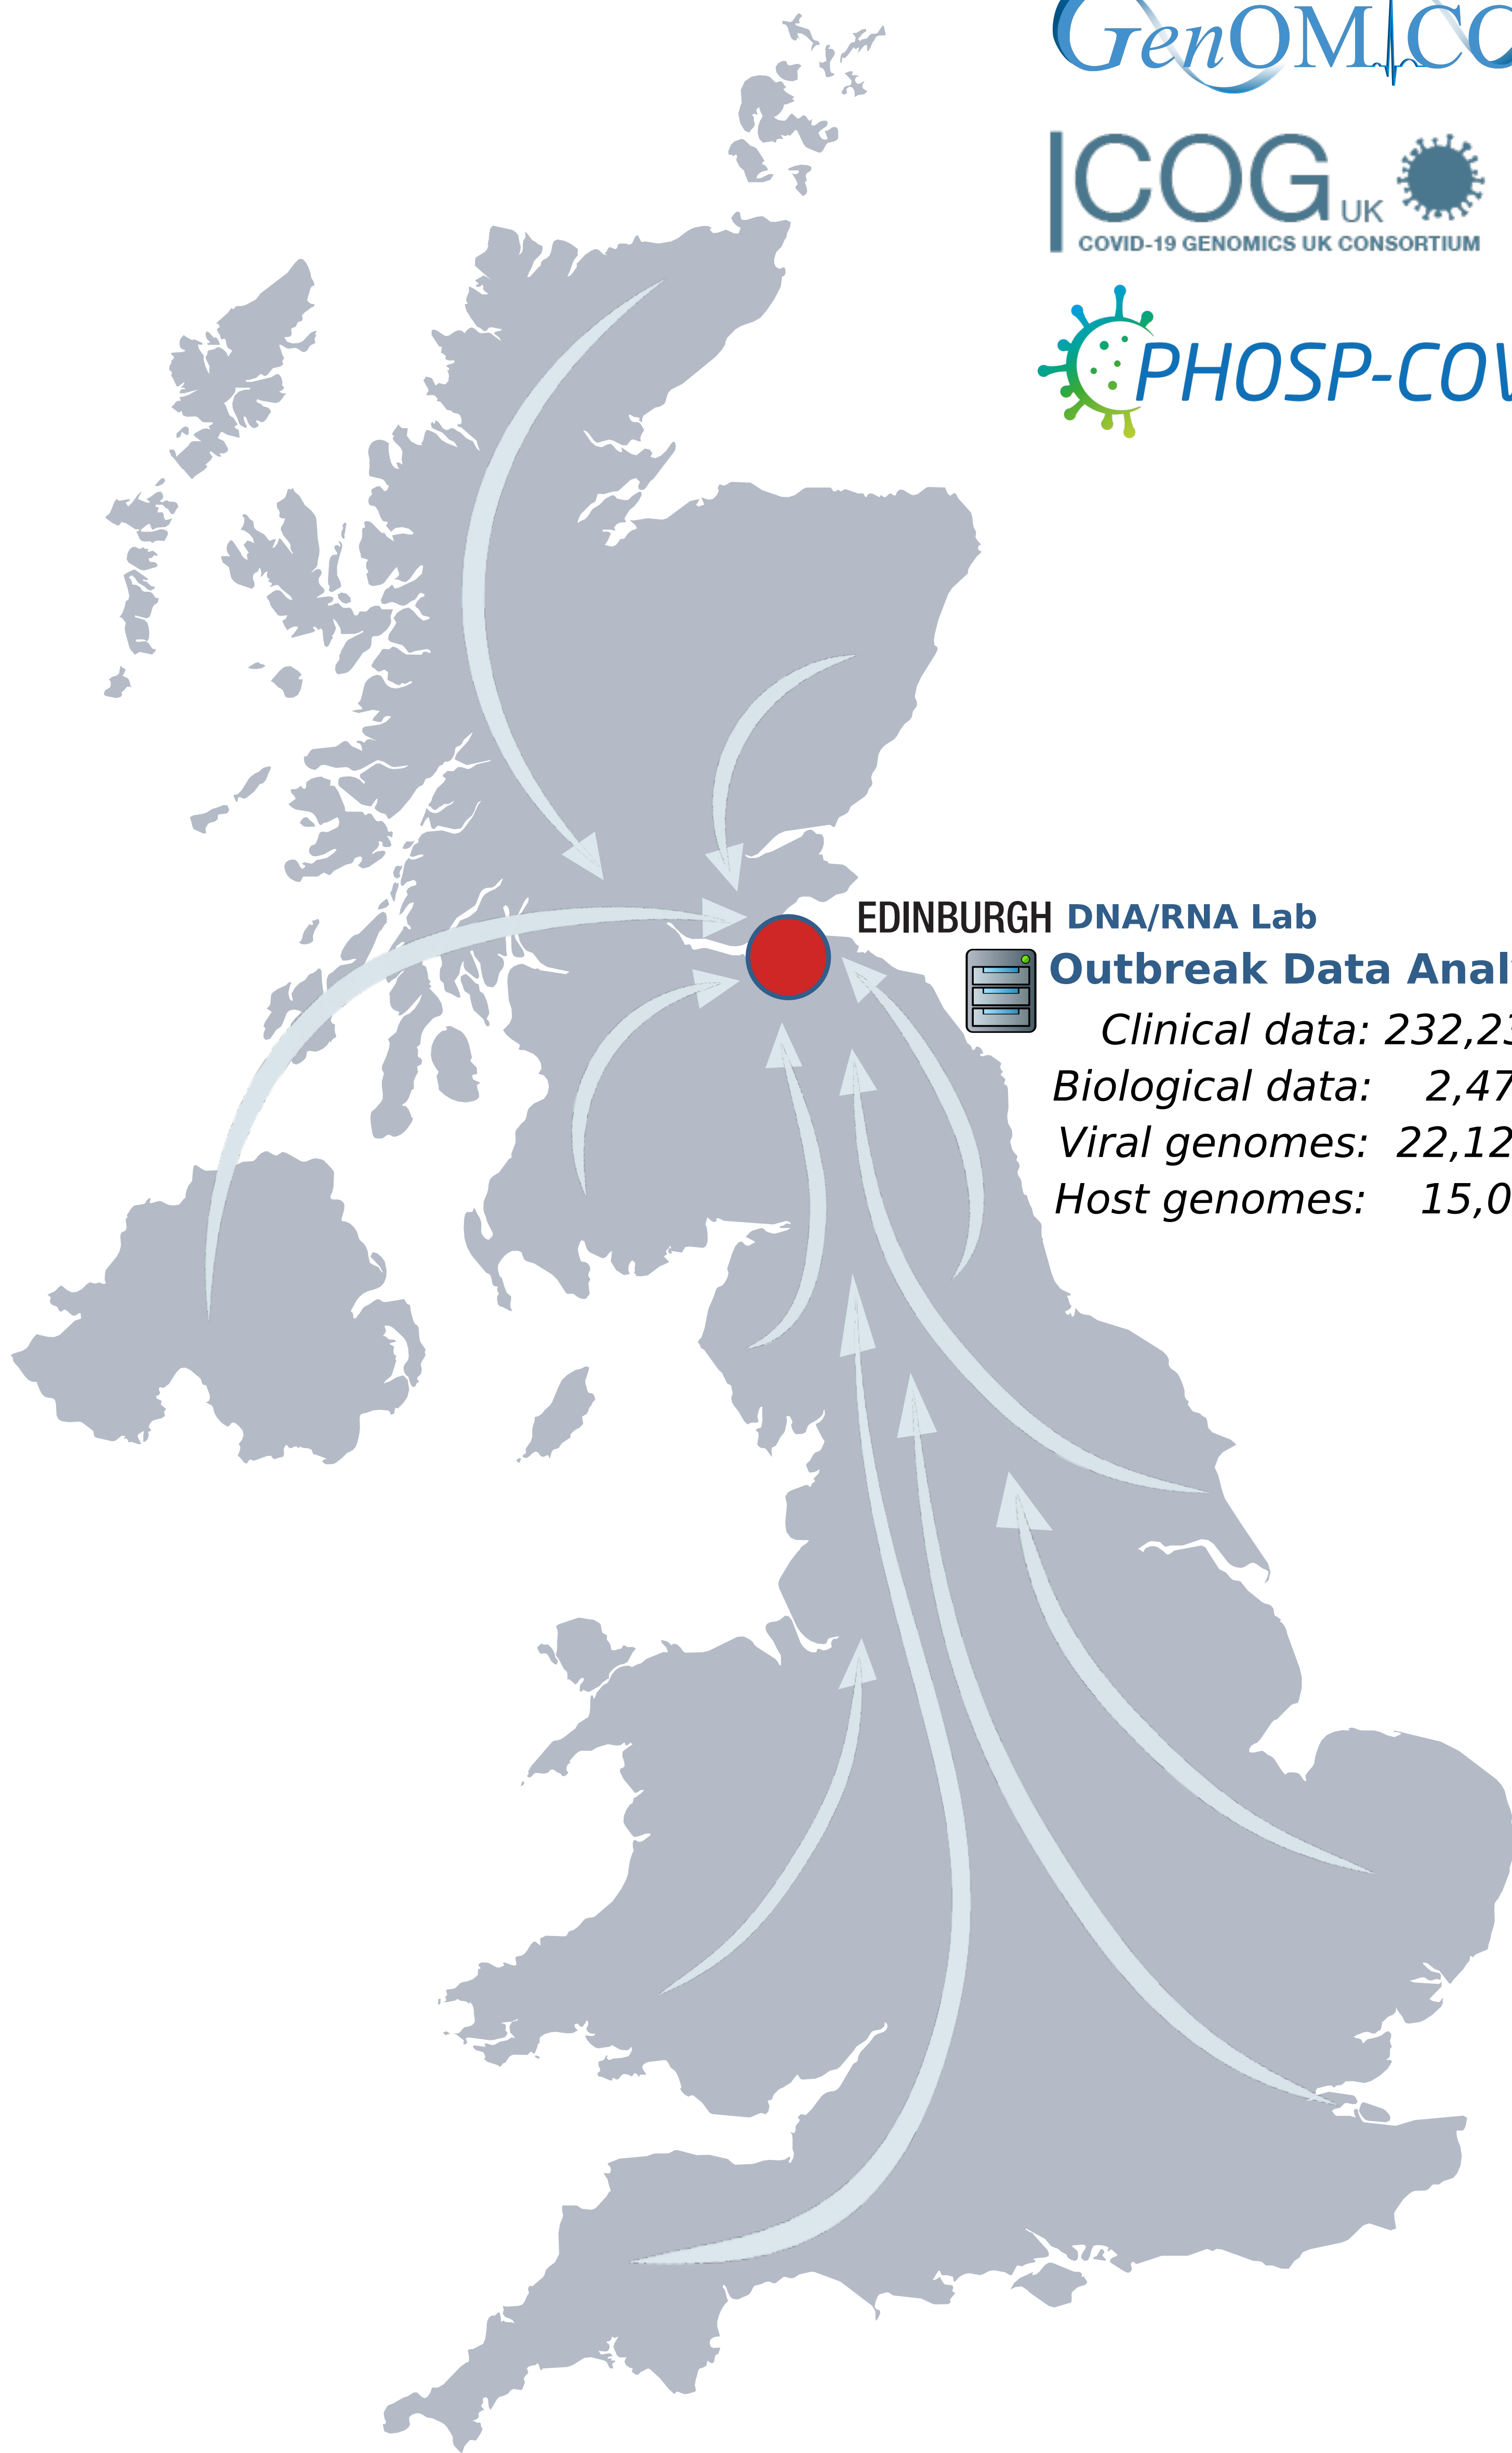 GenOMICC
COG UK
COVID-19 GENOMICS UK CONSORTIUM
PHOSP-COV
EDINBURGH DNA/RNA Lab
Outbreak Data Anal
Clinical data: 232,23
Biological data: 2,47
Viral genomes: 22,12
Host genomes: 15,0